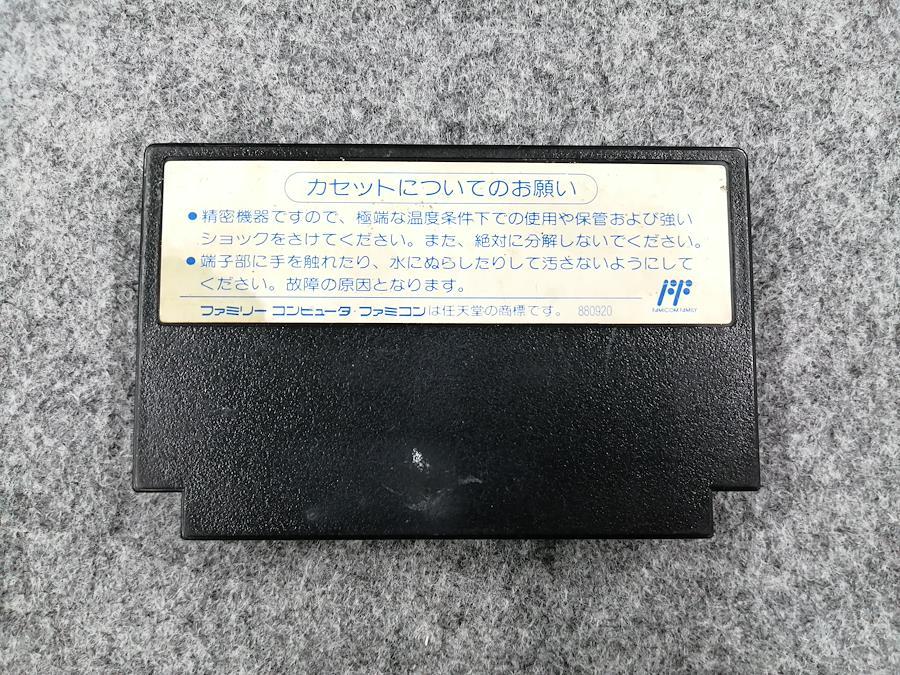 カセットについてのお願い
●精密機器ですので、極端な温度条件下での使用や保管および強い
ショックをさけてください。また、絶対に分解しないでください。
●端子部に手を触れたり、水にぬらしたりして汚さないようにして
ください。故障の原因となります。
ファミリー コンピュータ・ファミコンは任天堂の商標です。 880920
FF
FAMICOM FAMILY